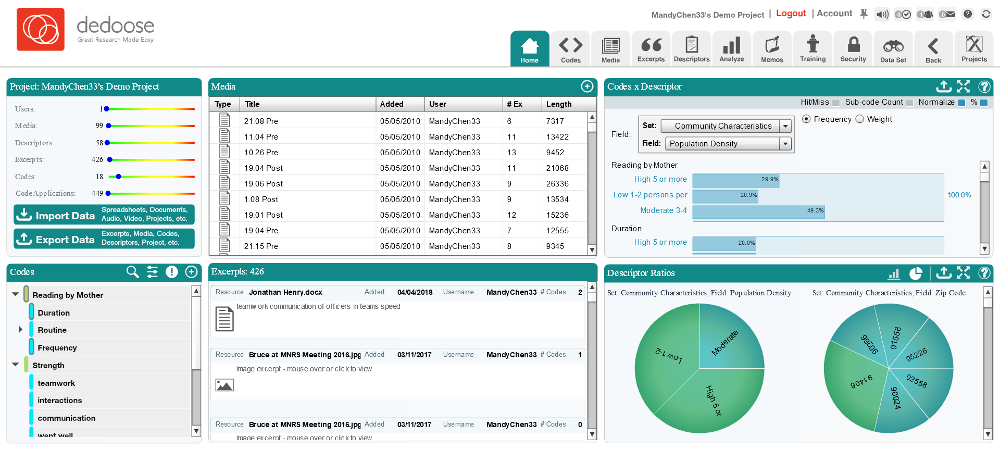 dedoose
Great Research Made Easy
MandyChen33's Demo Project | Logout | Account
Home Codes Media Excerpts Descriptors Analyze Memos Training Security Data Set Back Projects
Project: MandyChen33's Demo Project
Users: 1
Media: 99
Descriptors: 58
Excerpts: 426
Codes: 18
Code Applications: 449
Import Data Spreadsheets, Documents, Audio, Video, Projects, etc.
Export Data Excerpts, Media, Codes, Descriptors, Project, etc.
Media
Type Title Added User # Ex Length
21.08 Pre 05/05/2010 MandyChen33 6 7317
11.04 Pre 05/05/2010 MandyChen33 11 13422
10.26 Pre 05/05/2010 MandyChen33 13 9452
19.04 Post 05/05/2010 MandyChen33 11 21068
19.06 Post 05/05/2010 MandyChen33 9 26336
1.08 Post 05/05/2010 MandyChen33 9 13534
19.01 Post 05/05/2010 MandyChen33 12 15236
19.04 Pre 05/05/2010 MandyChen33 7 12555
21.15 Pre 05/05/2010 MandyChen33 8 9345
Codes x Descriptor
Hit/Miss Sub-code Count Normalize %
Field: Set: Community Characteristics
Field: Population Density
Frequency Weight
Reading by Mother
High 5 or more 29.9%
Low 1-2 persons per 20.9% 100.0%
Moderate 3-4 49.3%
Duration
High 5 or more 20.0%
Codes
Reading by Mother
Duration
Routine
Frequency
Strength
teamwork
interactions
communication
went well
Excerpts: 426
Resource Jonathan Henry.docx Added 04/04/2018 Username MandyChen33 # Codes 2
teamwork communication of officers in teams speed
Resource Bruce at MNRS Meeting 2016.jpg Added 03/11/2017 Username MandyChen33 # Codes 1
Image excerpt - mouse over or click to view
Resource Bruce at MNRS Meeting 2016.jpg Added 03/11/2017 Username MandyChen33 # Codes 0
Image excerpt - mouse over or click to view
Descriptor Ratios
Set: Community Characteristics, Field: Population Density
Set: Community Characteristics, Field: Zip Code
Low 1-2
Moderate
High 5 or
91406
90024